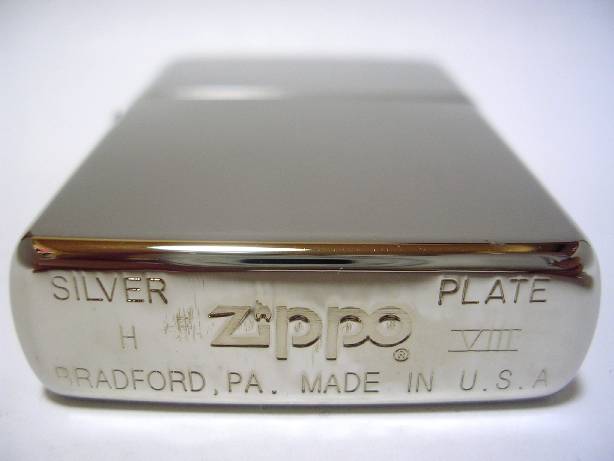 SILVER PLATE
H zippo® VIII
BRADFORD, PA. MADE IN U.S.A